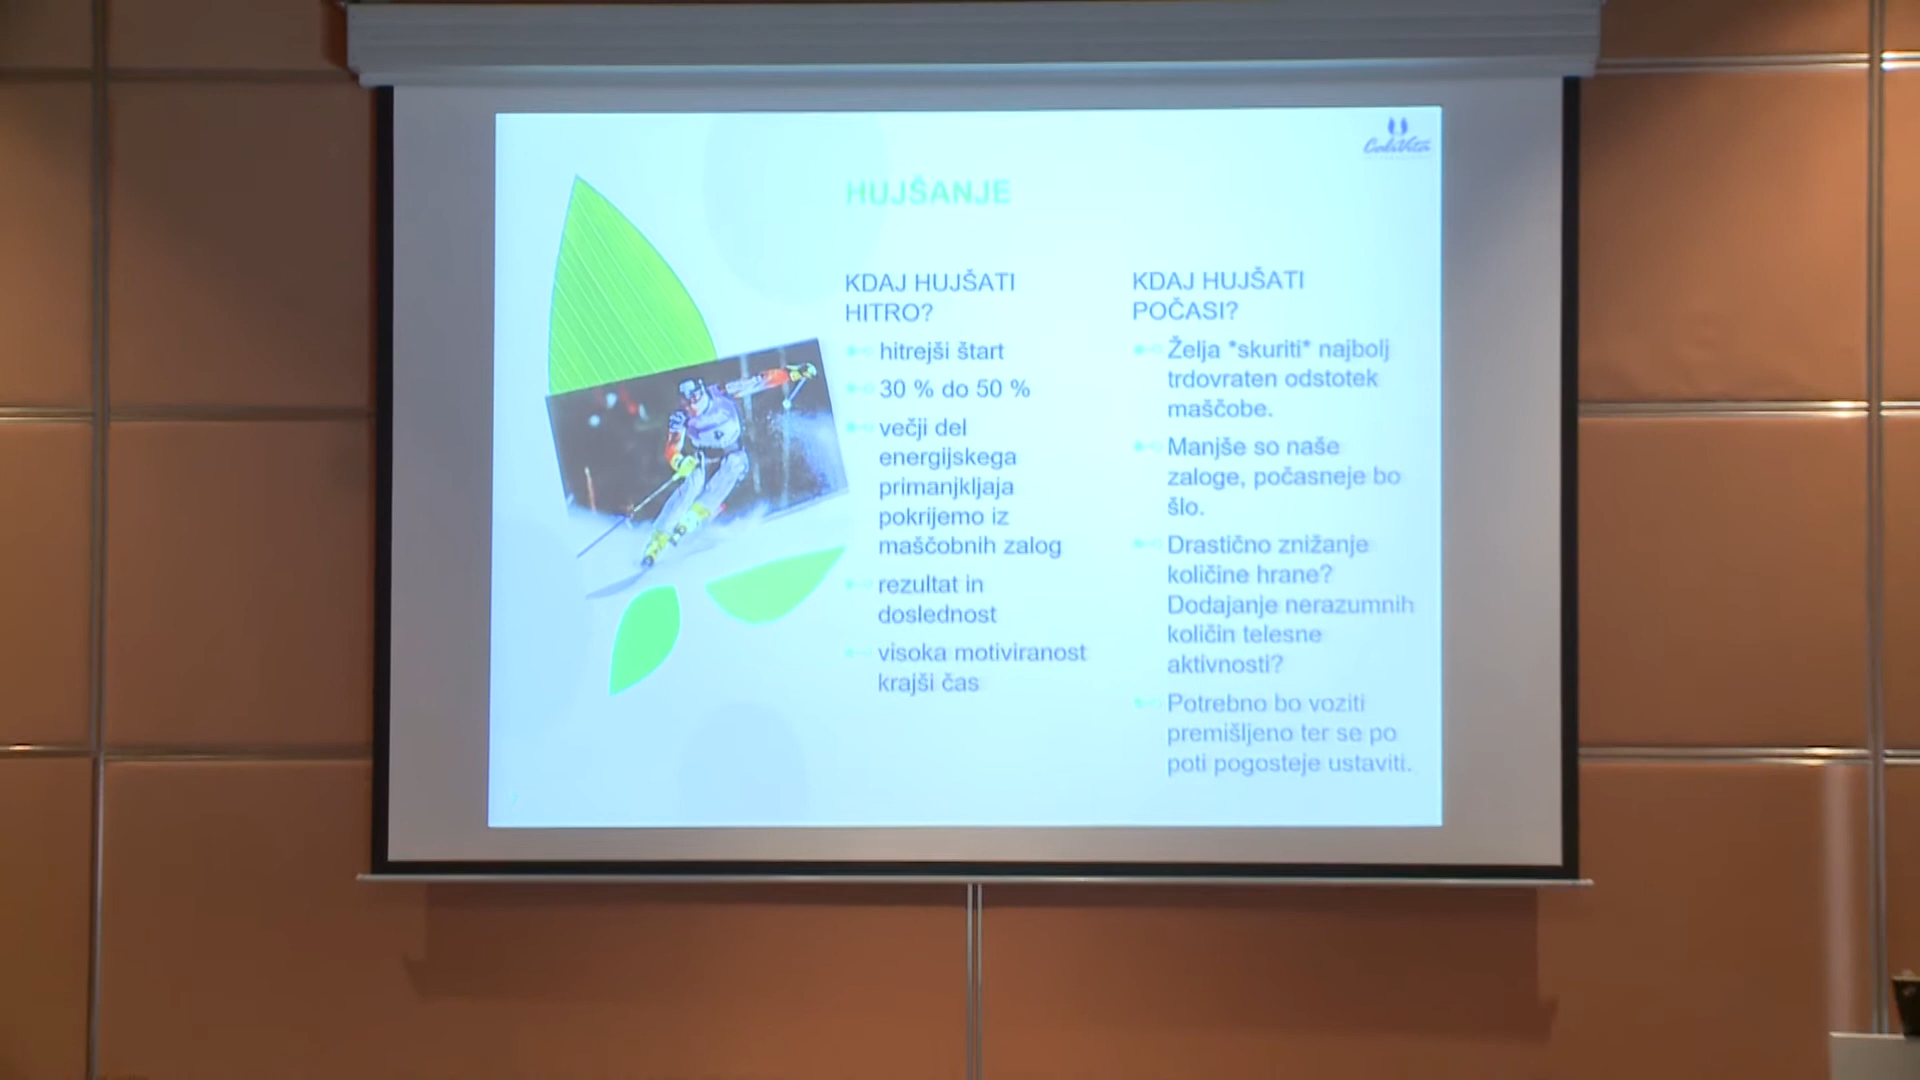 CaliVita
HUJŠANJE
KDAJ HUJŠATI
HITRO?
hitrejši štart
30 % do 50 %
večji del
energijskega
primanjkljaja
pokrijemo iz
maščobnih zalog
rezultat in
doslednost
visoka motiviranost
krajši čas
KDAJ HUJŠATI
POČASI?
Želja *skuriti* najbolj
trdovraten odstotek
maščobe.
Manjše so naše
zaloge, počasneje bo
šlo.
Drastično znižanje
količine hrane?
Dodajanje nerazumnih
količin telesne
aktivnosti?
Potrebno bo voziti
premišljeno ter se po
poti pogosteje ustaviti.